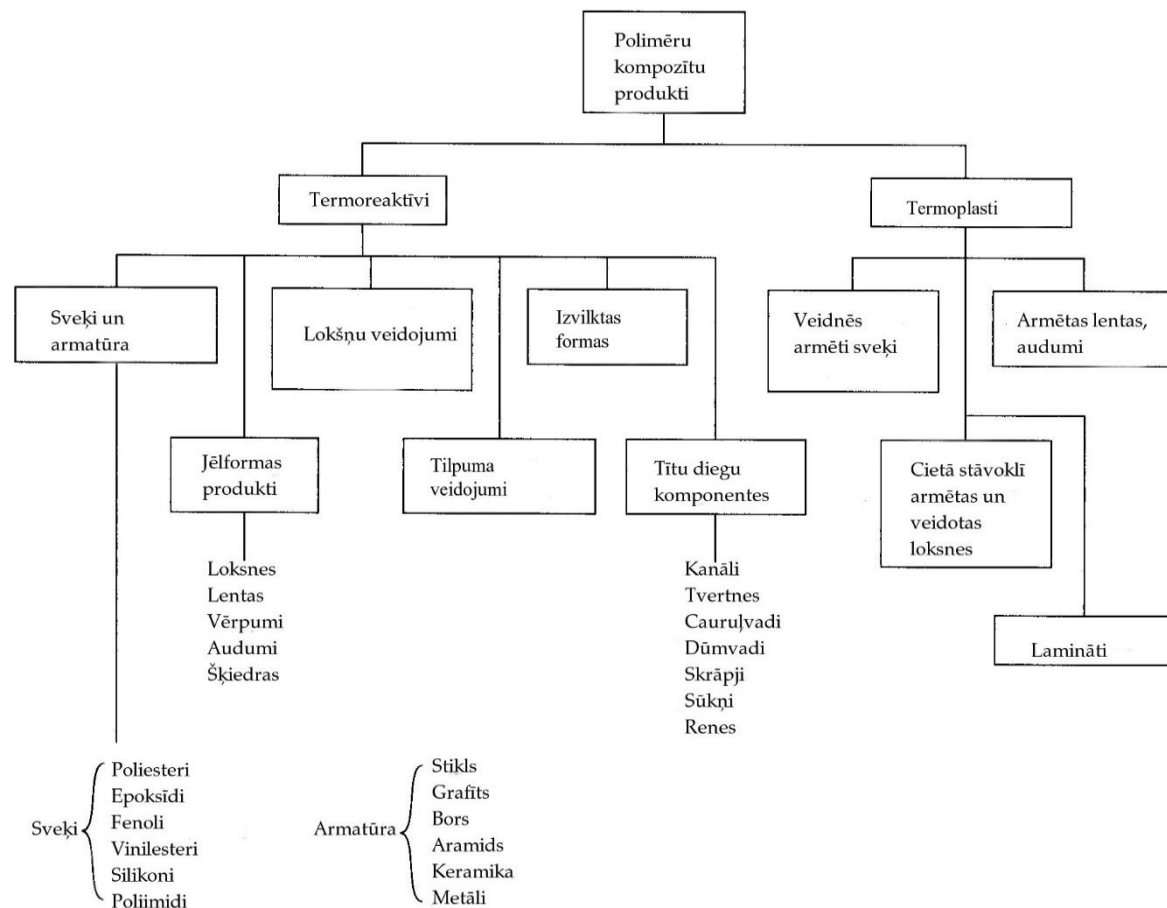 Polimēru
kompozītu
produkti
Termoreaktīvi
Termoplasti
Sveķi un
armatūra
Lokšņu veidojumi
Izvilktas
formas
Veidnēs
armēti sveķi
Armētas lentas,
audumi
Jēlformas
produkti
Tilpuma
veidojumi
Tītu diegu
komponentes
Cietā stāvoklī
armētas un
veidotas
loksnes
Lamināti
Loksnes
Lentas
Vērpumi
Audumi
Šķiedras
Kanāli
Tvertnes
Cauruļvadi
Dūmvadi
Skrāpji
Sūkņi
Renes
Sveķi
Poliesteri
Epoksīdi
Fenoli
Vinilesteri
Silikoni
Poliimidi
Armatūra
Stikls
Grafīts
Bors
Aramids
Keramika
Metāli